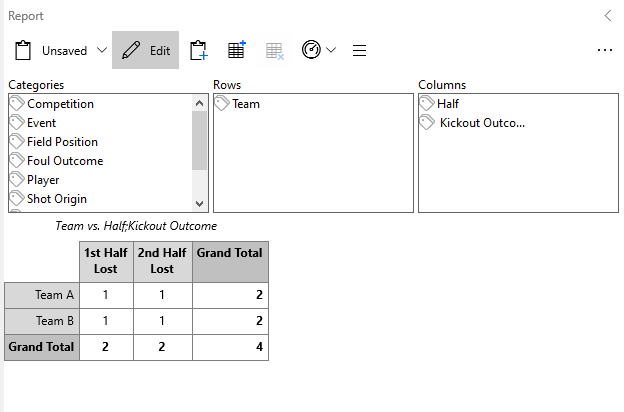 Report
Unsaved Edit
Categories Rows Columns
Competition Team Half
Event Kickout Outco...
Field Position
Foul Outcome
Player
Shot Origin
Team vs. Half;Kickout Outcome
1st Half 2nd Half Grand Total
Lost Lost
Team A 1 1 2
Team B 1 1 2
Grand Total 2 2 4